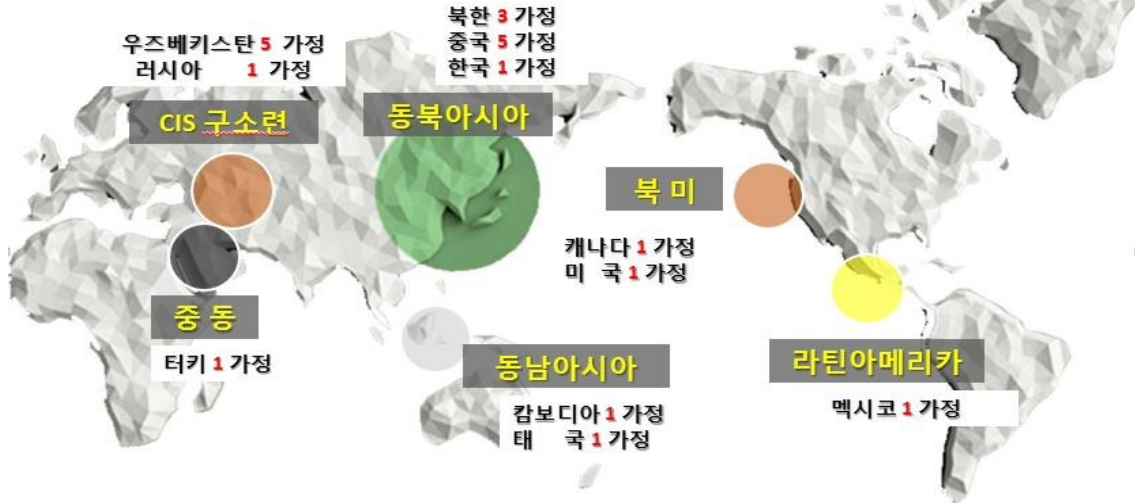 우즈베키스탄 5 가정
러시아 1 가정
CIS 구소련
북한 3 가정
중국 5 가정
한국 1 가정
동북아시아
북 미
캐나다 1 가정
미 국 1 가정
중 동
터키 1 가정
동남아시아
캄보디아 1 가정
태 국 1 가정
라틴아메리카
멕시코 1 가정